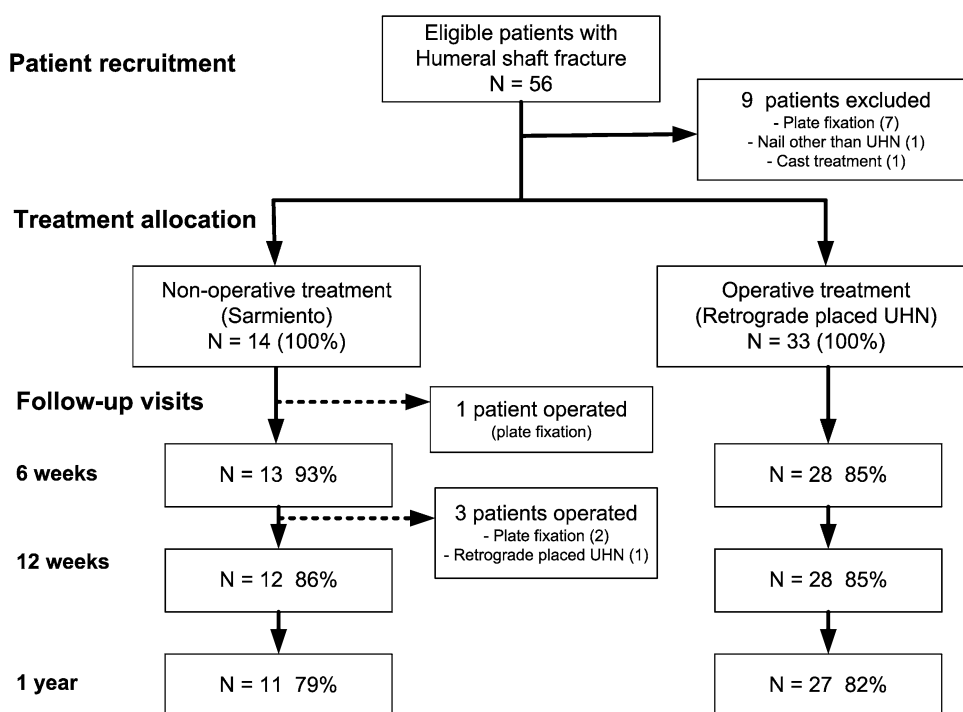 Eligible patients with
Humeral shaft fracture
N = 56
Patient recruitment
9 patients excluded
- Plate fixation (7)
- Nail other than UHN (1)
- Cast treatment (1)
Treatment allocation
Non-operative treatment
(Sarmiento)
N = 14 (100%)
Operative treatment
(Retrograde placed UHN)
N = 33 (100%)
Follow-up visits
1 patient operated
(plate fixation)
6 weeks
N = 13 93%
N = 28 85%
3 patients operated
- Plate fixation (2)
- Retrograde placed UHN (1)
12 weeks
N = 12 86%
N = 28 85%
1 year
N = 11 79%
N = 27 82%